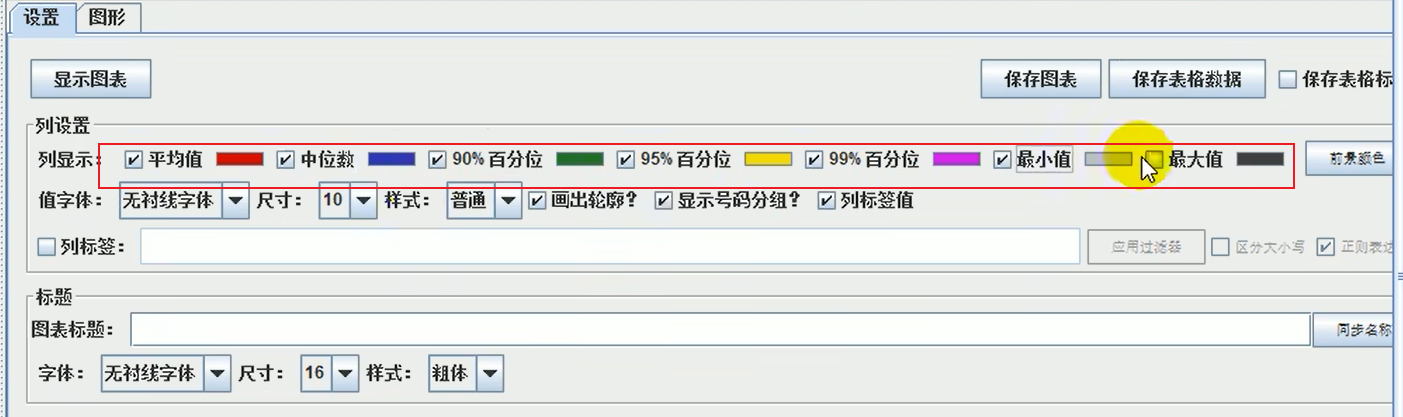 设置 图形
显示图表 保存图表 保存表格数据 保存表格标
列设置
列显示： 平均值 中位数 90% 百分位 95% 百分位 99% 百分位 最小值 最大值 前景颜色
值字体： 无衬线字体 尺寸： 10 样式： 普通 画出轮廓？ 显示号码分组？ 列标签值
列标签： 应用过滤器 区分大小写 正则表达
标题
图表标题： 同步名称
字体： 无衬线字体 尺寸： 16 样式： 粗体